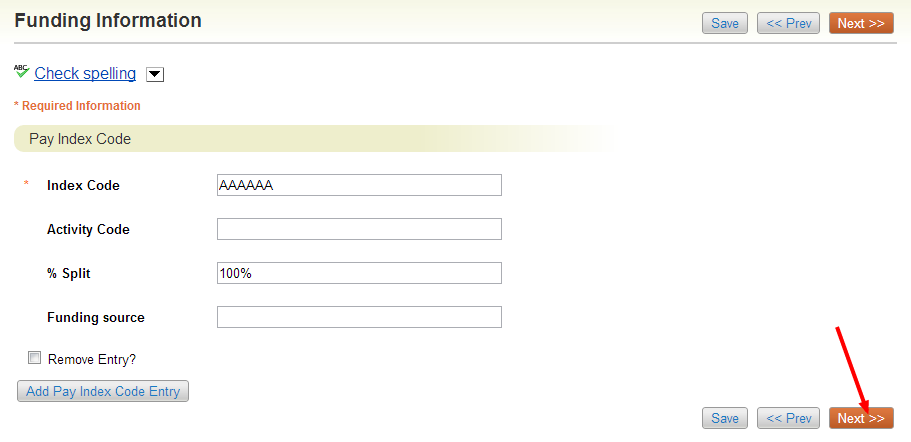 Funding Information
Save
<< Prev
Next >>
ABC
Check spelling
* Required Information
Pay Index Code
* Index Code AAAAAA
Activity Code
% Split 100%
Funding source
Remove Entry?
Add Pay Index Code Entry
Save
<< Prev
Next >>